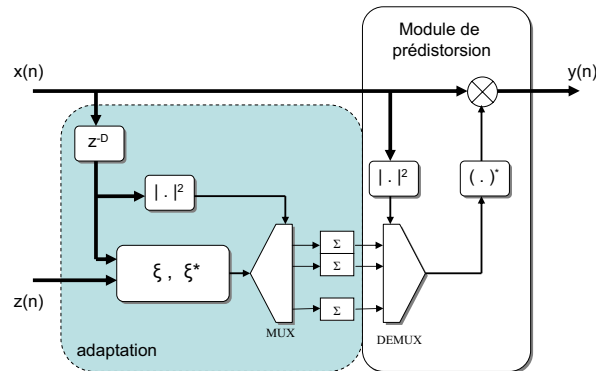 Module de
prédistorsion
x(n)
y(n)
z⁻ᴰ
| . |²
| . |²
( . )*
ξ , ξ*
Σ
Σ
Σ
z(n)
MUX
DEMUX
adaptation